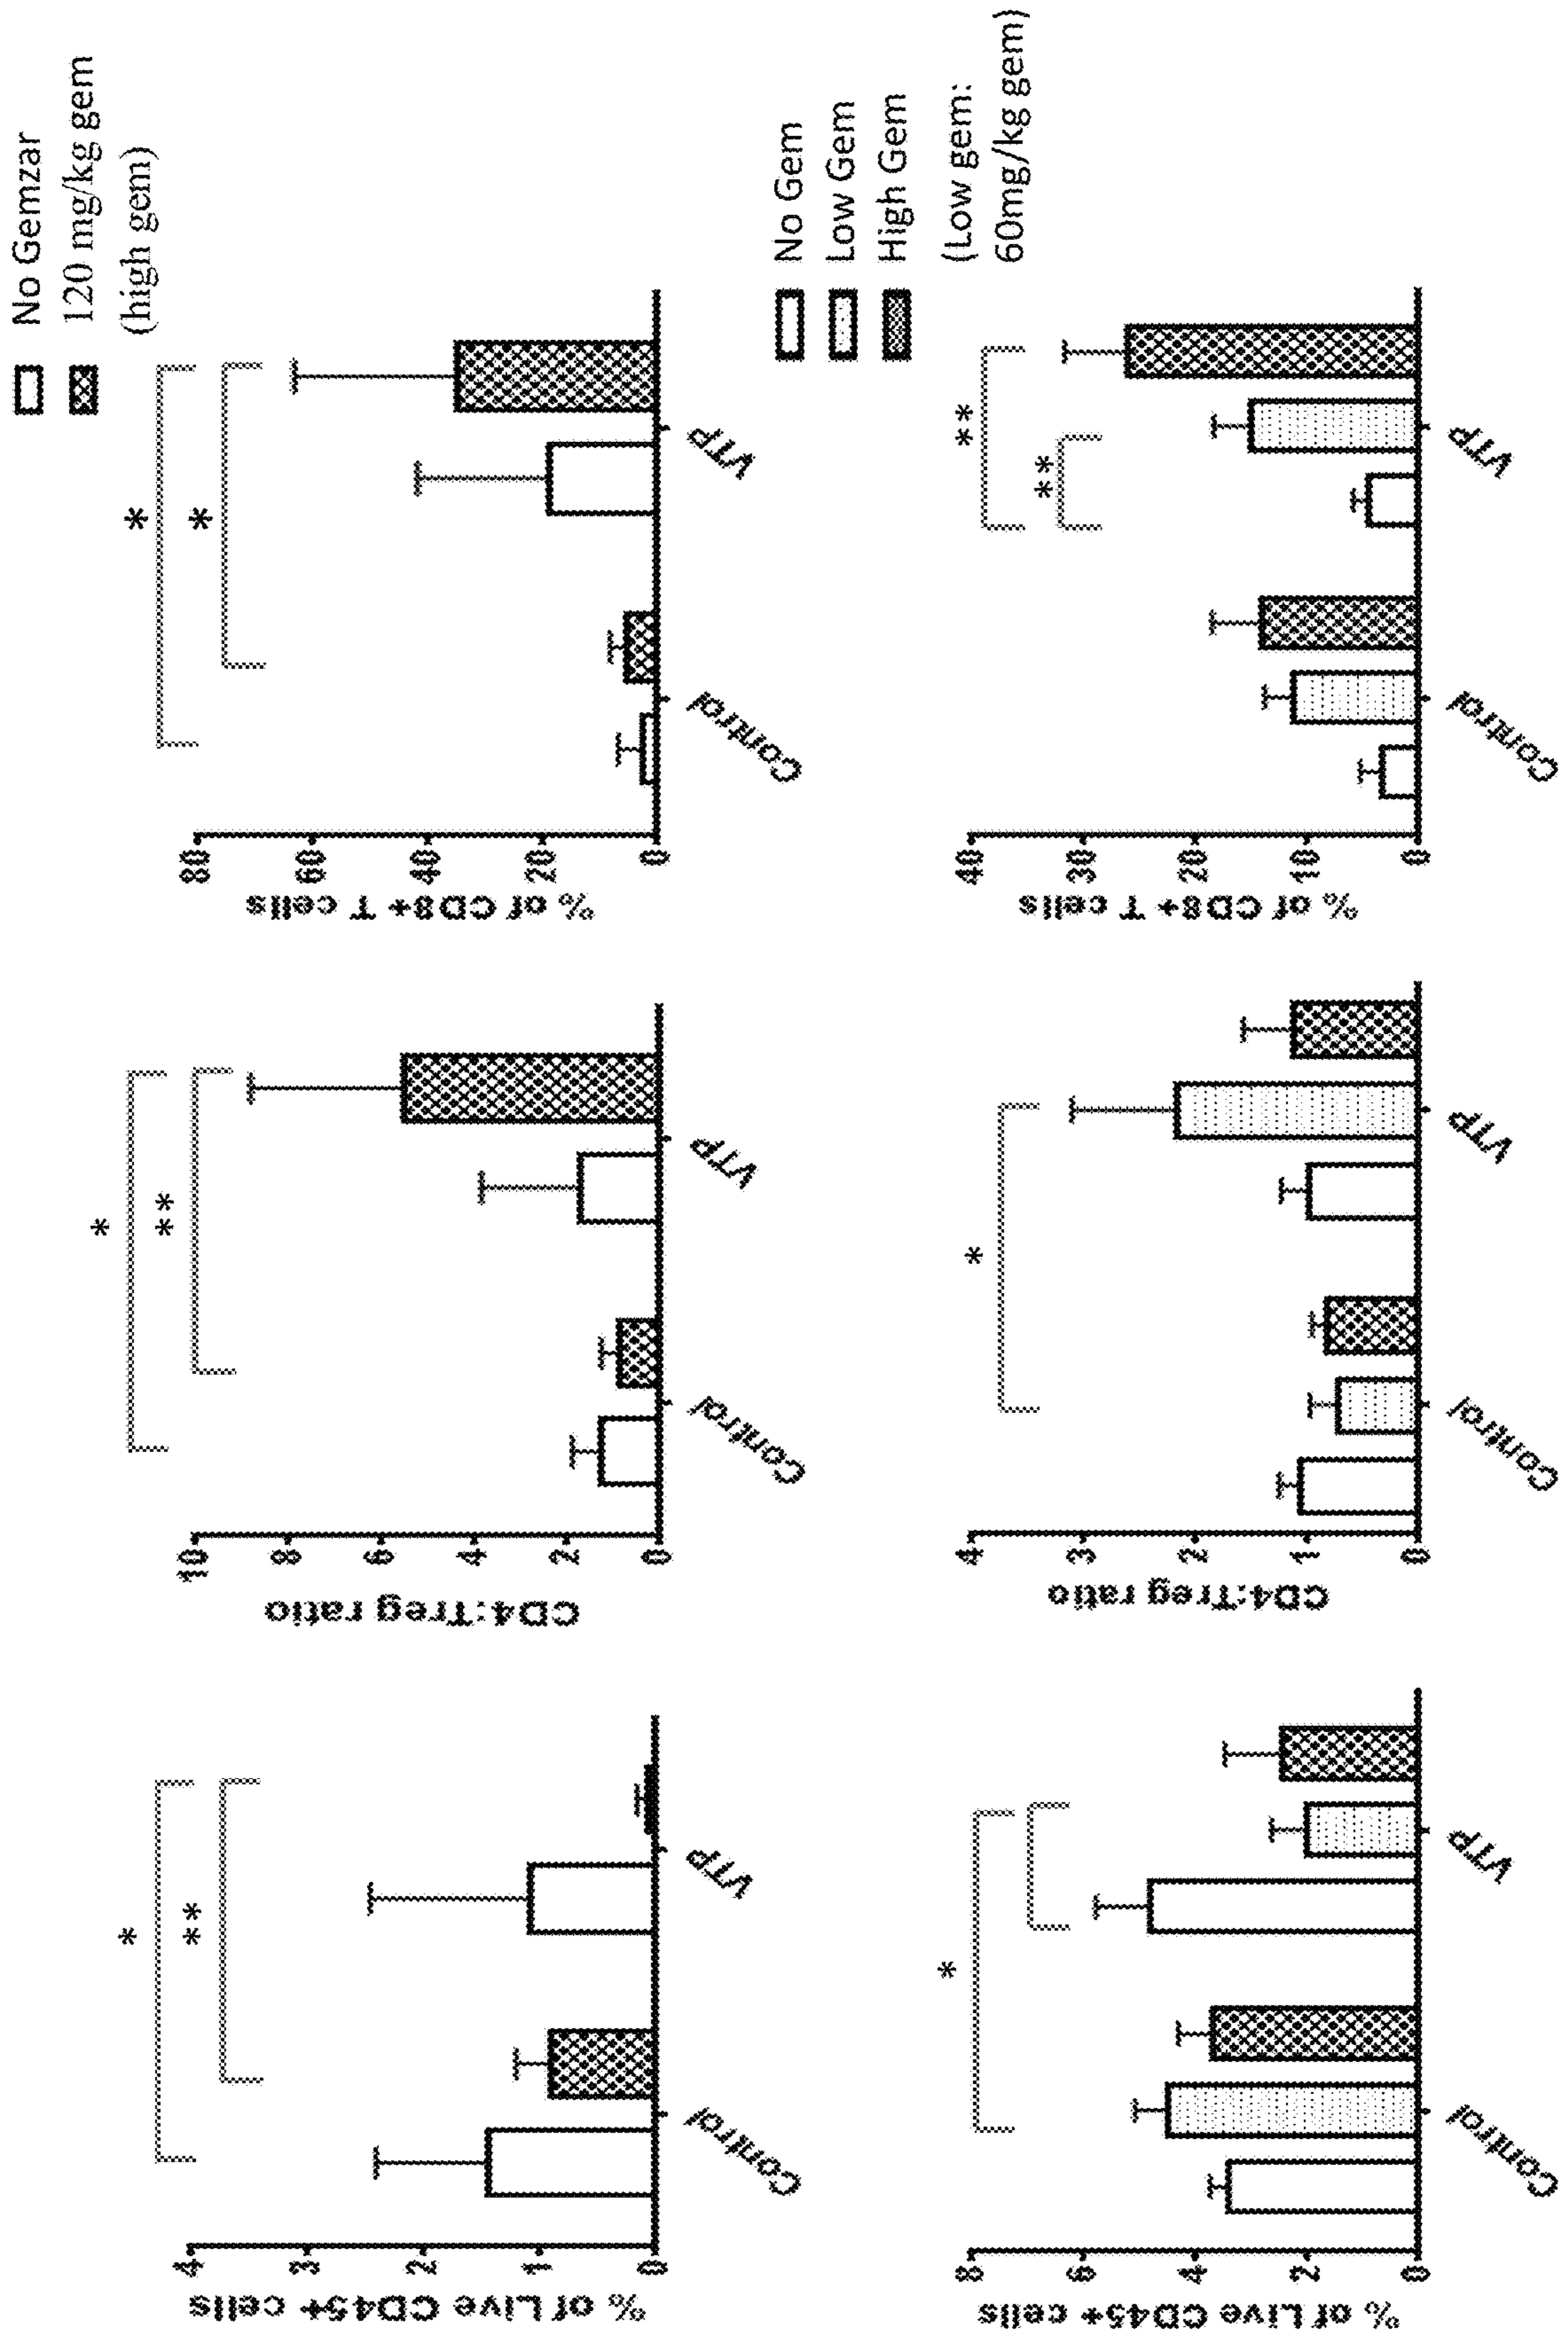 % of Live CD45+ cells
4
3
2
1
0
*
**
Control
VTP
CD4:Treg ratio
10
8
6
4
2
0
*
**
Control
VTP
% of CD8+ T cells
80
60
40
20
0
*
*
Control
VTP
No Gemzar
120 mg/kg gem
(high gem)
% of Live CD45+ cells
8
6
4
2
0
*
Control
VTP
CD4:Treg ratio
4
3
2
1
0
*
Control
VTP
% of CD8+ T cells
40
30
20
10
0
**
**
Control
VTP
No Gem
Low Gem
High Gem
(Low gem:
60mg/kg gem)